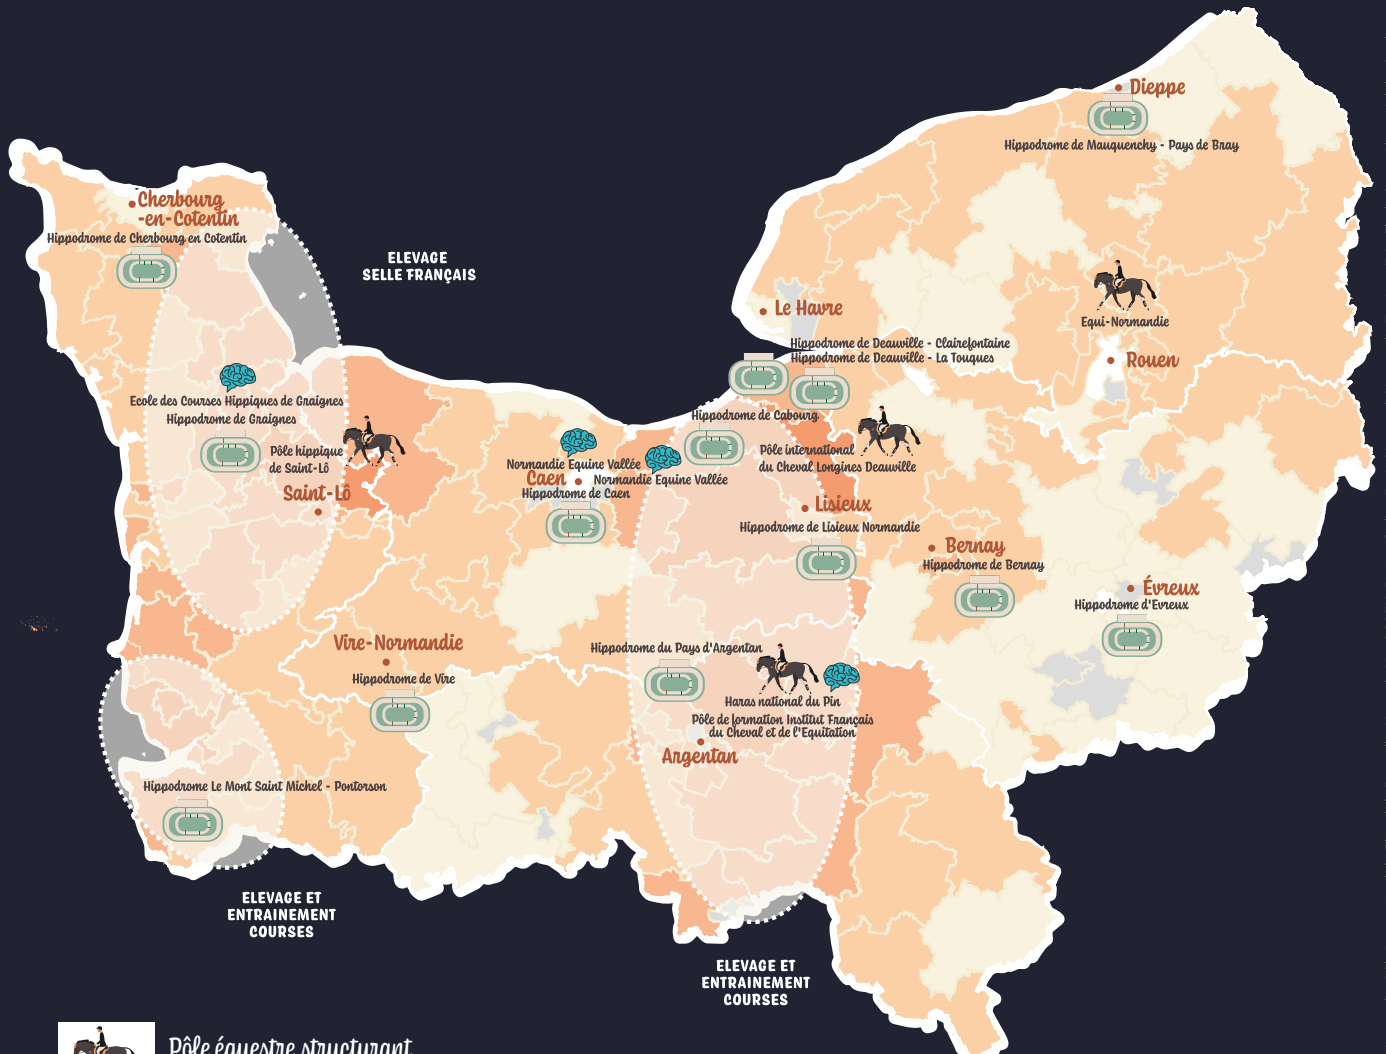 Dieppe
Hippodrome de Mauquenchy - Pays de Bray
Cherbourg
-en-Cotentin
Hippodrome de Cherbourg en Cotentin
ELEVAGE
SELLE FRANÇAIS
Le Havre
Equi-Normandie
Hippodrome de Deauville - Clairefontaine
Hippodrome de Deauville - La Touques
Rouen
Ecole des Courses Hippiques de Graignes
Hippodrome de Graignes
Hippodrome de Cabourg
Pôle hippique
de Saint-Lô
Saint-Lô
Normandie Equine Vallée
Caen
Normandie Equine Vallée
Hippodrome de Caen
Pôle international
du Cheval Longines Deauville
Lisieux
Hippodrome de Lisieux Normandie
Bernay
Hippodrome de Bernay
Évreux
Hippodrome d'Evreux
Vire-Normandie
Hippodrome de Vire
Hippodrome du Pays d'Argentan
Haras national du Pin
Pôle de formation Institut Français
du Cheval et de l'Equitation
Argentan
Hippodrome Le Mont Saint Michel - Pontorson
ELEVAGE ET
ENTRAINEMENT
COURSES
ELEVAGE ET
ENTRAINEMENT
COURSES
Pôle équestre structurant